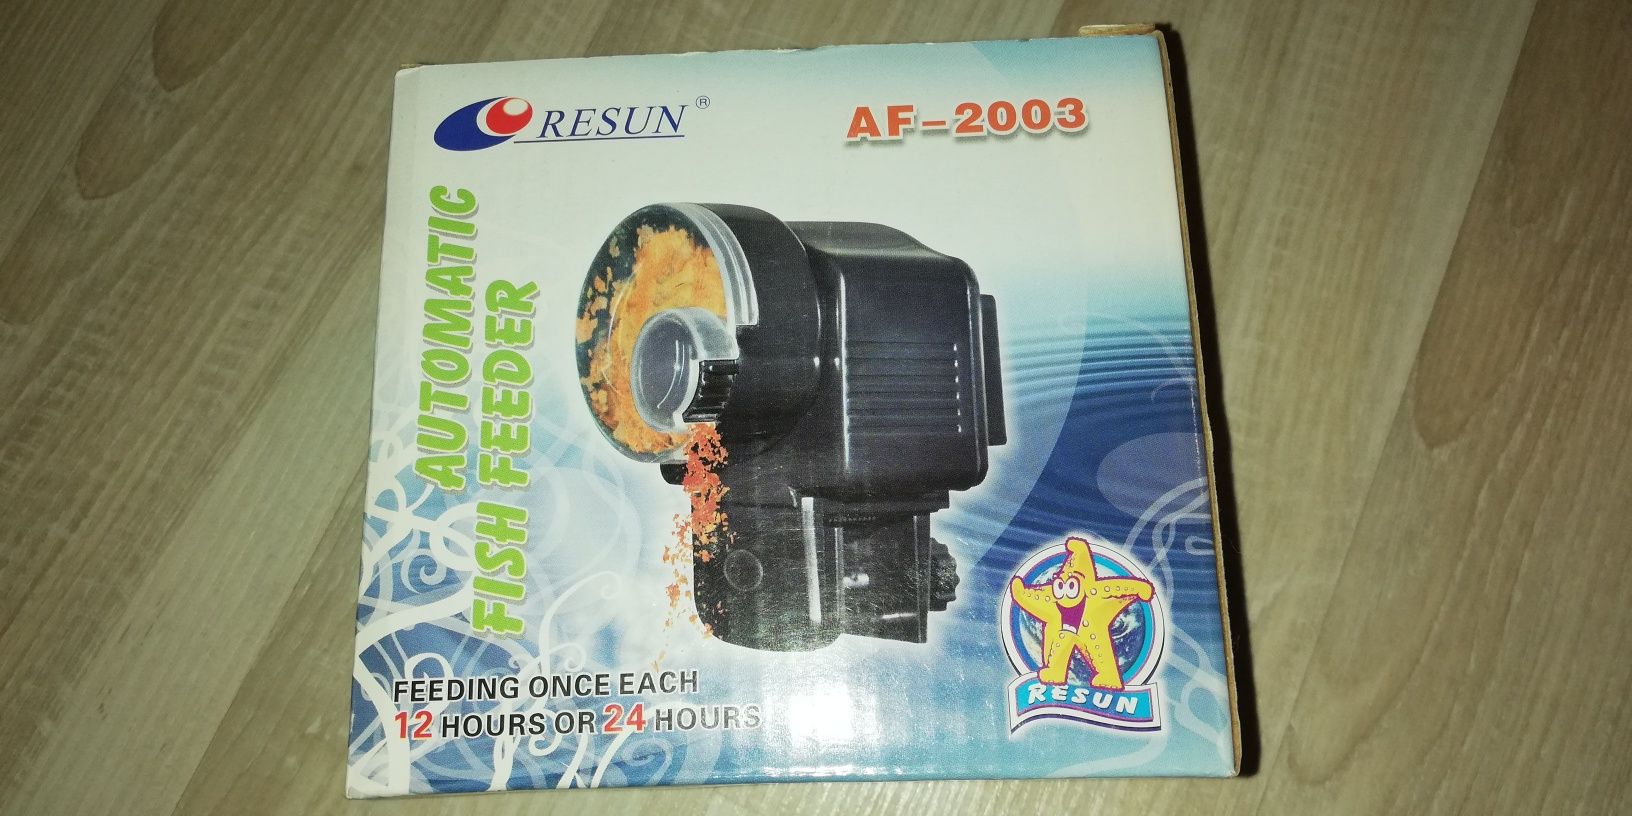 RESUN®
AF-2003
AUTOMATIC
FISH FEEDER
FEEDING ONCE EACH
12 HOURS OR 24 HOURS
RESUN